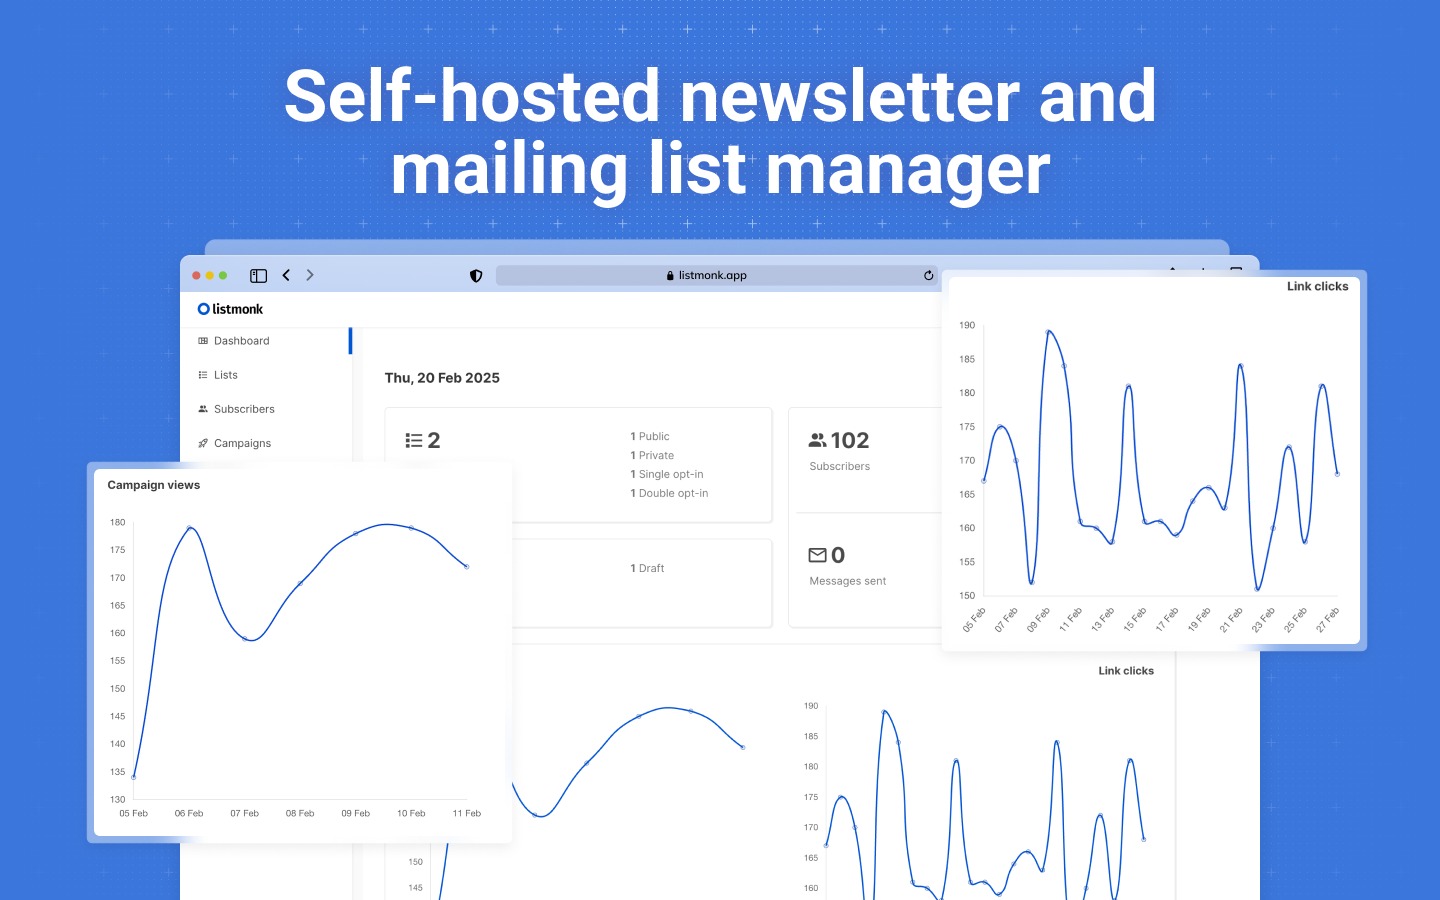 Self-hosted newsletter and
mailing list manager
listmonk.app
listmonk
Dashboard
Lists
Subscribers
Campaigns
Thu, 20 Feb 2025
2
1 Public
1 Private
1 Single opt-in
1 Double opt-in
1 Draft
102
Subscribers
0
Messages sent
Link clicks
190
185
180
175
170
165
160
155
150
05 Feb
07 Feb
09 Feb
11 Feb
13 Feb
15 Feb
17 Feb
19 Feb
21 Feb
23 Feb
25 Feb
27 Feb
Campaign views
180
175
170
165
160
155
150
145
140
135
130
05 Feb
06 Feb
07 Feb
08 Feb
09 Feb
10 Feb
11 Feb
150
145
Link clicks
190
185
180
175
170
165
160